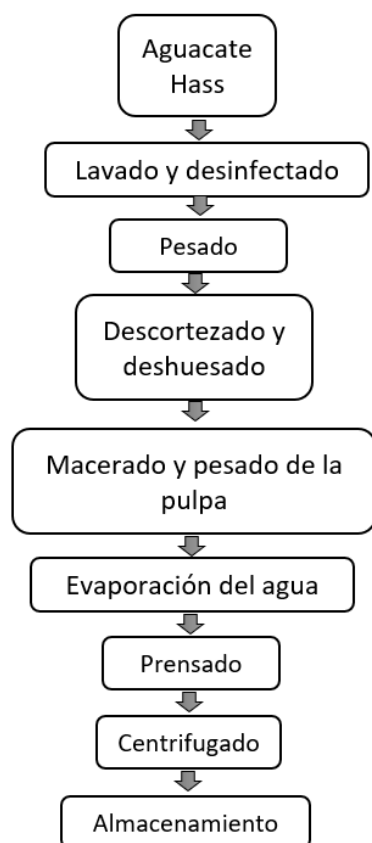 Aguacate
Hass
Lavado y desinfectado
Pesado
Descortezado y
deshuesado
Macerado y pesado de la
pulpa
Evaporación del agua
Prensado
Centrifugado
Almacenamiento